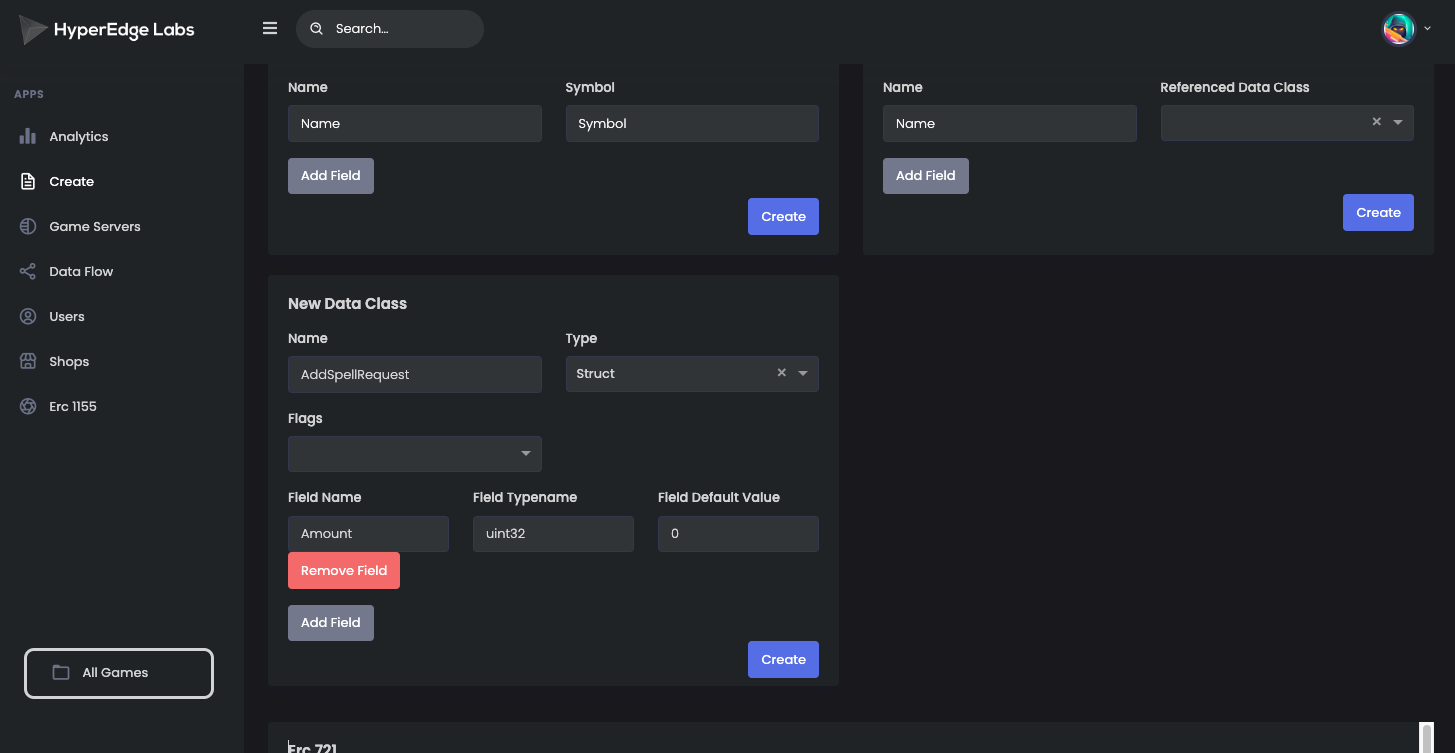 HyperEdge Labs
Search...
APPS
Analytics
Create
Game Servers
Data Flow
Users
Shops
Erc 1155
All Games
Name Symbol
Name Symbol
Add Field
Create
Name Referenced Data Class
Name ×
Add Field
Create
New Data Class
Name Type
AddSpellRequest Struct ×
Flags
Field Name Field Typename Field Default Value
Amount uint32 0
Remove Field
Add Field
Create
Erc 721